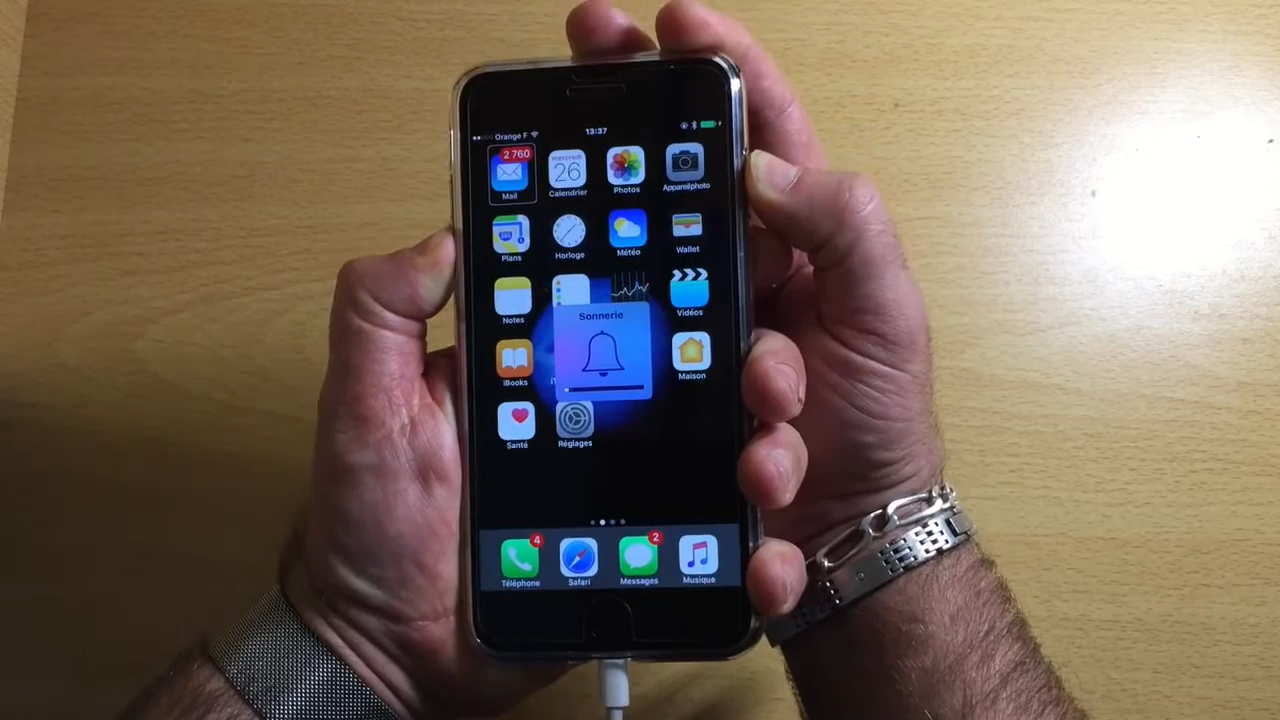 Orange F 13:37
2 760
mercredi
26
Mail Calendrier Photos Appareil photo
Plans Horloge Météo Wallet
Notes Vidéos
Sonnerie
iBooks Maison
Santé Réglages
4 2
Téléphone Safari Messages Musique